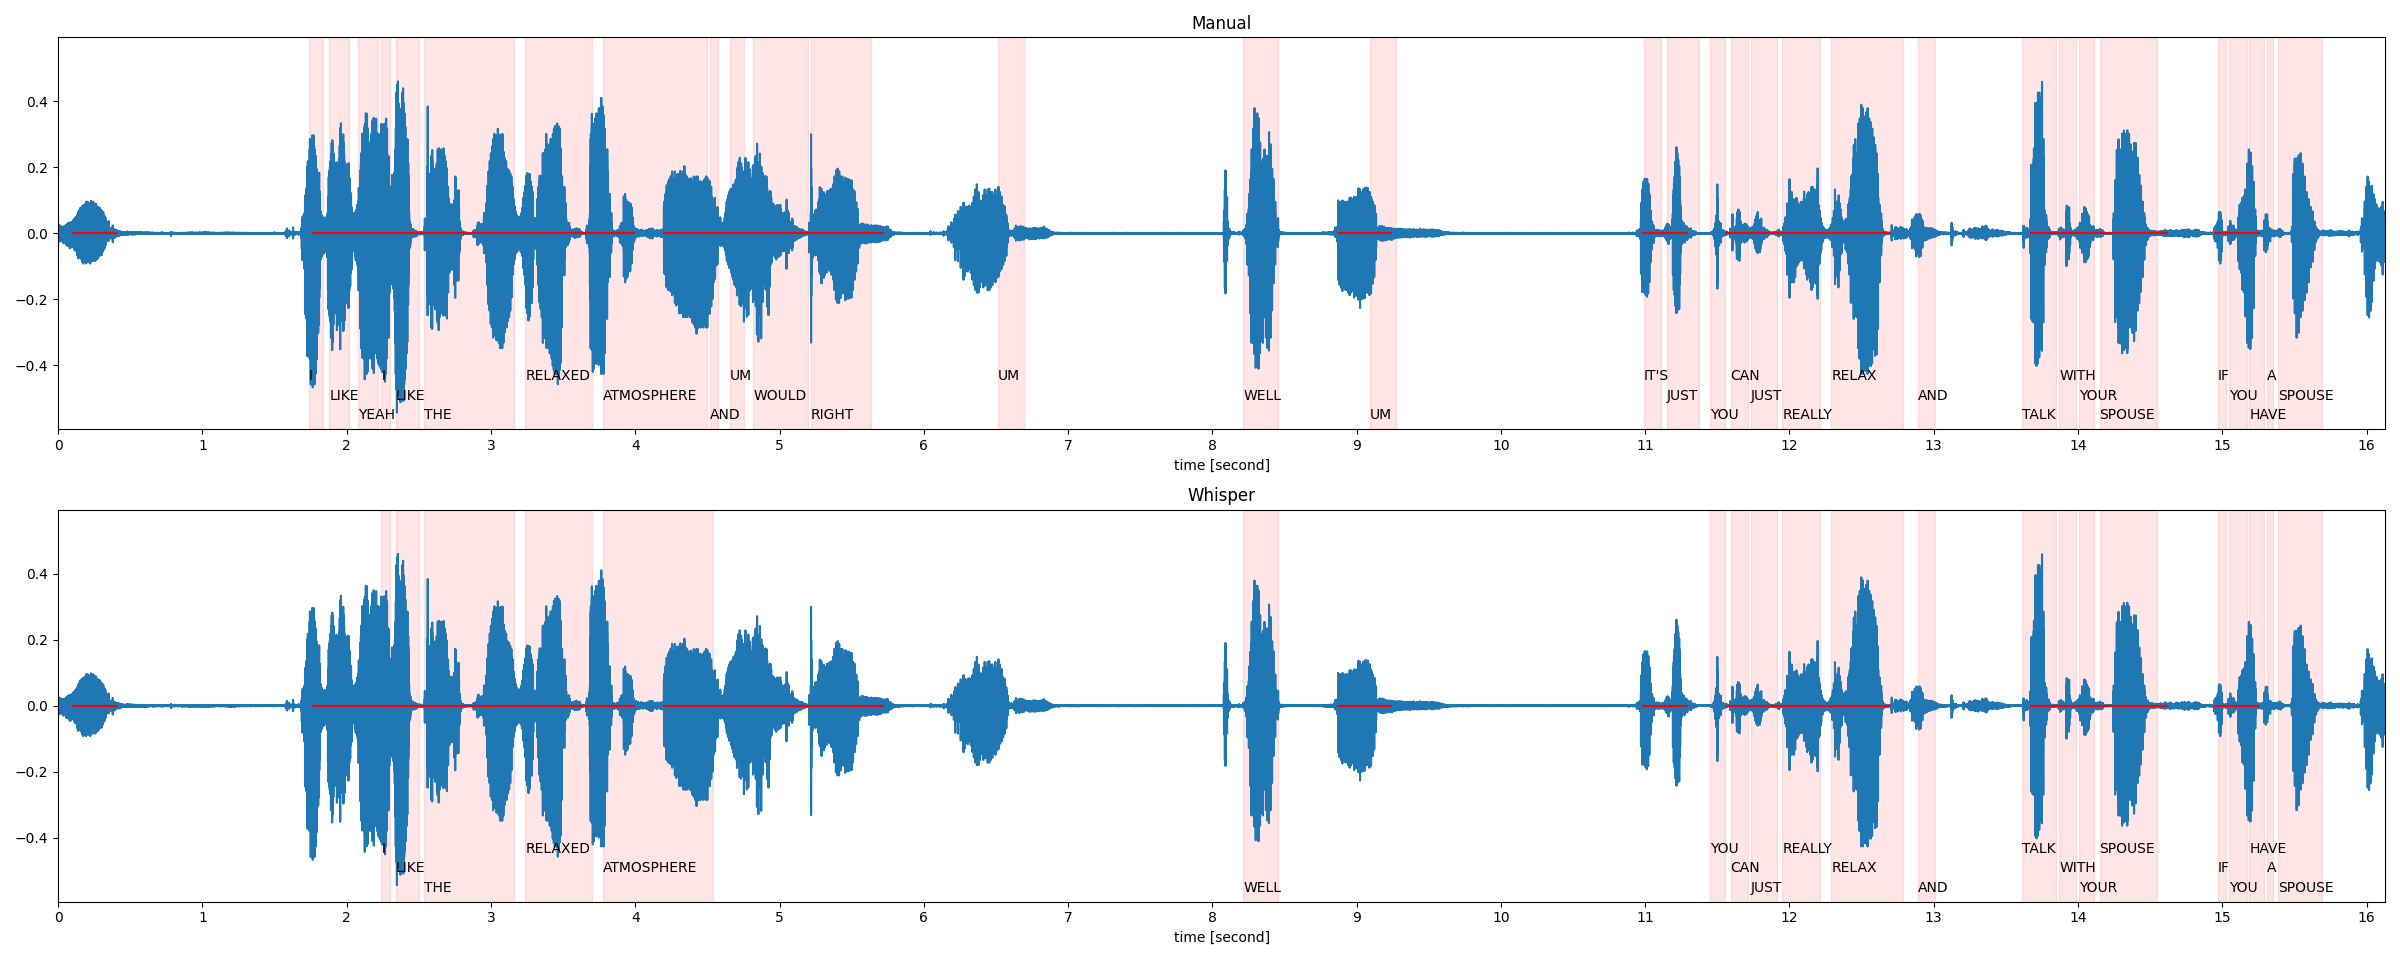 Manual
0.4
0.2
0.0
−0.2
−0.4
I I RELAXED UM UM IT'S CAN RELAX WITH IF A
LIKE LIKE ATMOSPHERE WOULD WELL JUST JUST AND YOUR YOU SPOUSE
YEAH THE AND RIGHT UM YOU REALLY TALK SPOUSE HAVE
0 1 2 3 4 5 6 7 8 9 10 11 12 13 14 15 16
time [second]
Whisper
0.4
0.2
0.0
−0.2
−0.4
I RELAXED YOU REALLY TALK SPOUSE HAVE
LIKE ATMOSPHERE CAN RELAX WITH A
THE WELL JUST AND YOUR IF YOU SPOUSE
0 1 2 3 4 5 6 7 8 9 10 11 12 13 14 15 16
time [second]